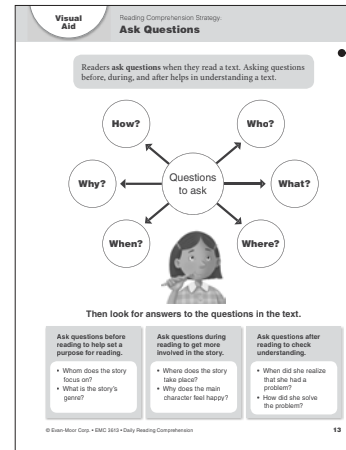 Visual
Aid
Reading Comprehension Strategy:
Ask Questions
Readers ask questions when they read a text. Asking questions
before, during, and after helps in understanding a text.
How?
Who?
Why?
Questions
to ask
What?
When?
Where?
Then look for answers to the questions in the text.
Ask questions before
reading to help set a
purpose for reading.
• Whom does the story
focus on?
• What is the story's
genre?
Ask questions during
reading to get more
involved in the story.
• Where does the story
take place?
• Why does the main
character feel happy?
Ask questions after
reading to check
understanding.
• When did she realize
that she had a
problem?
• How did she solve
the problem?
© Evan-Moor Corp. • EMC 3613 • Daily Reading Comprehension
13